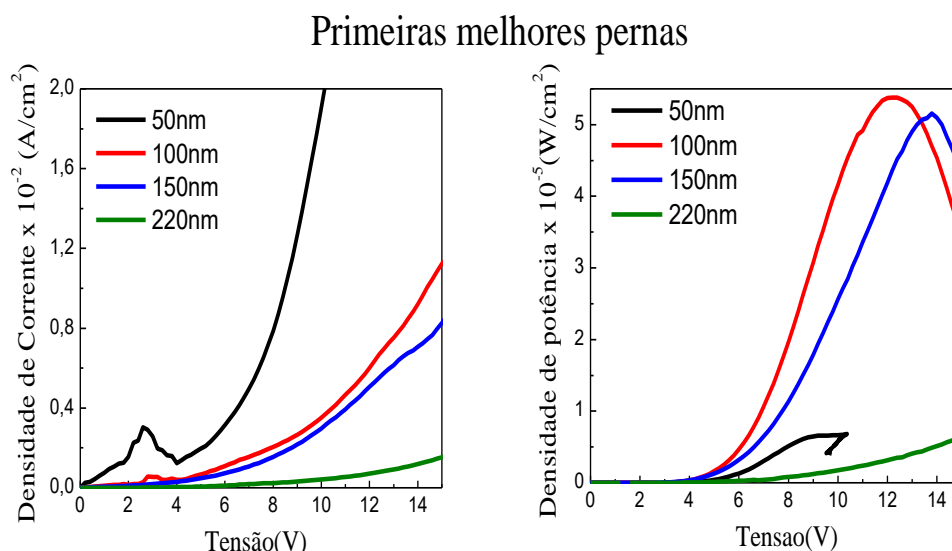 Primeiras melhores pernas
Densidade de Corrente x 10⁻² (A/cm²)
2,0
1,6
1,2
0,8
0,4
0,0
50nm
100nm
150nm
220nm
0 2 4 6 8 10 12 14
Tensão(V)
Densidade de potência x 10⁻⁵(W/cm²)
5
4
3
2
1
0
50nm
100nm
150nm
220nm
0 2 4 6 8 10 12 14
Tensao(V)